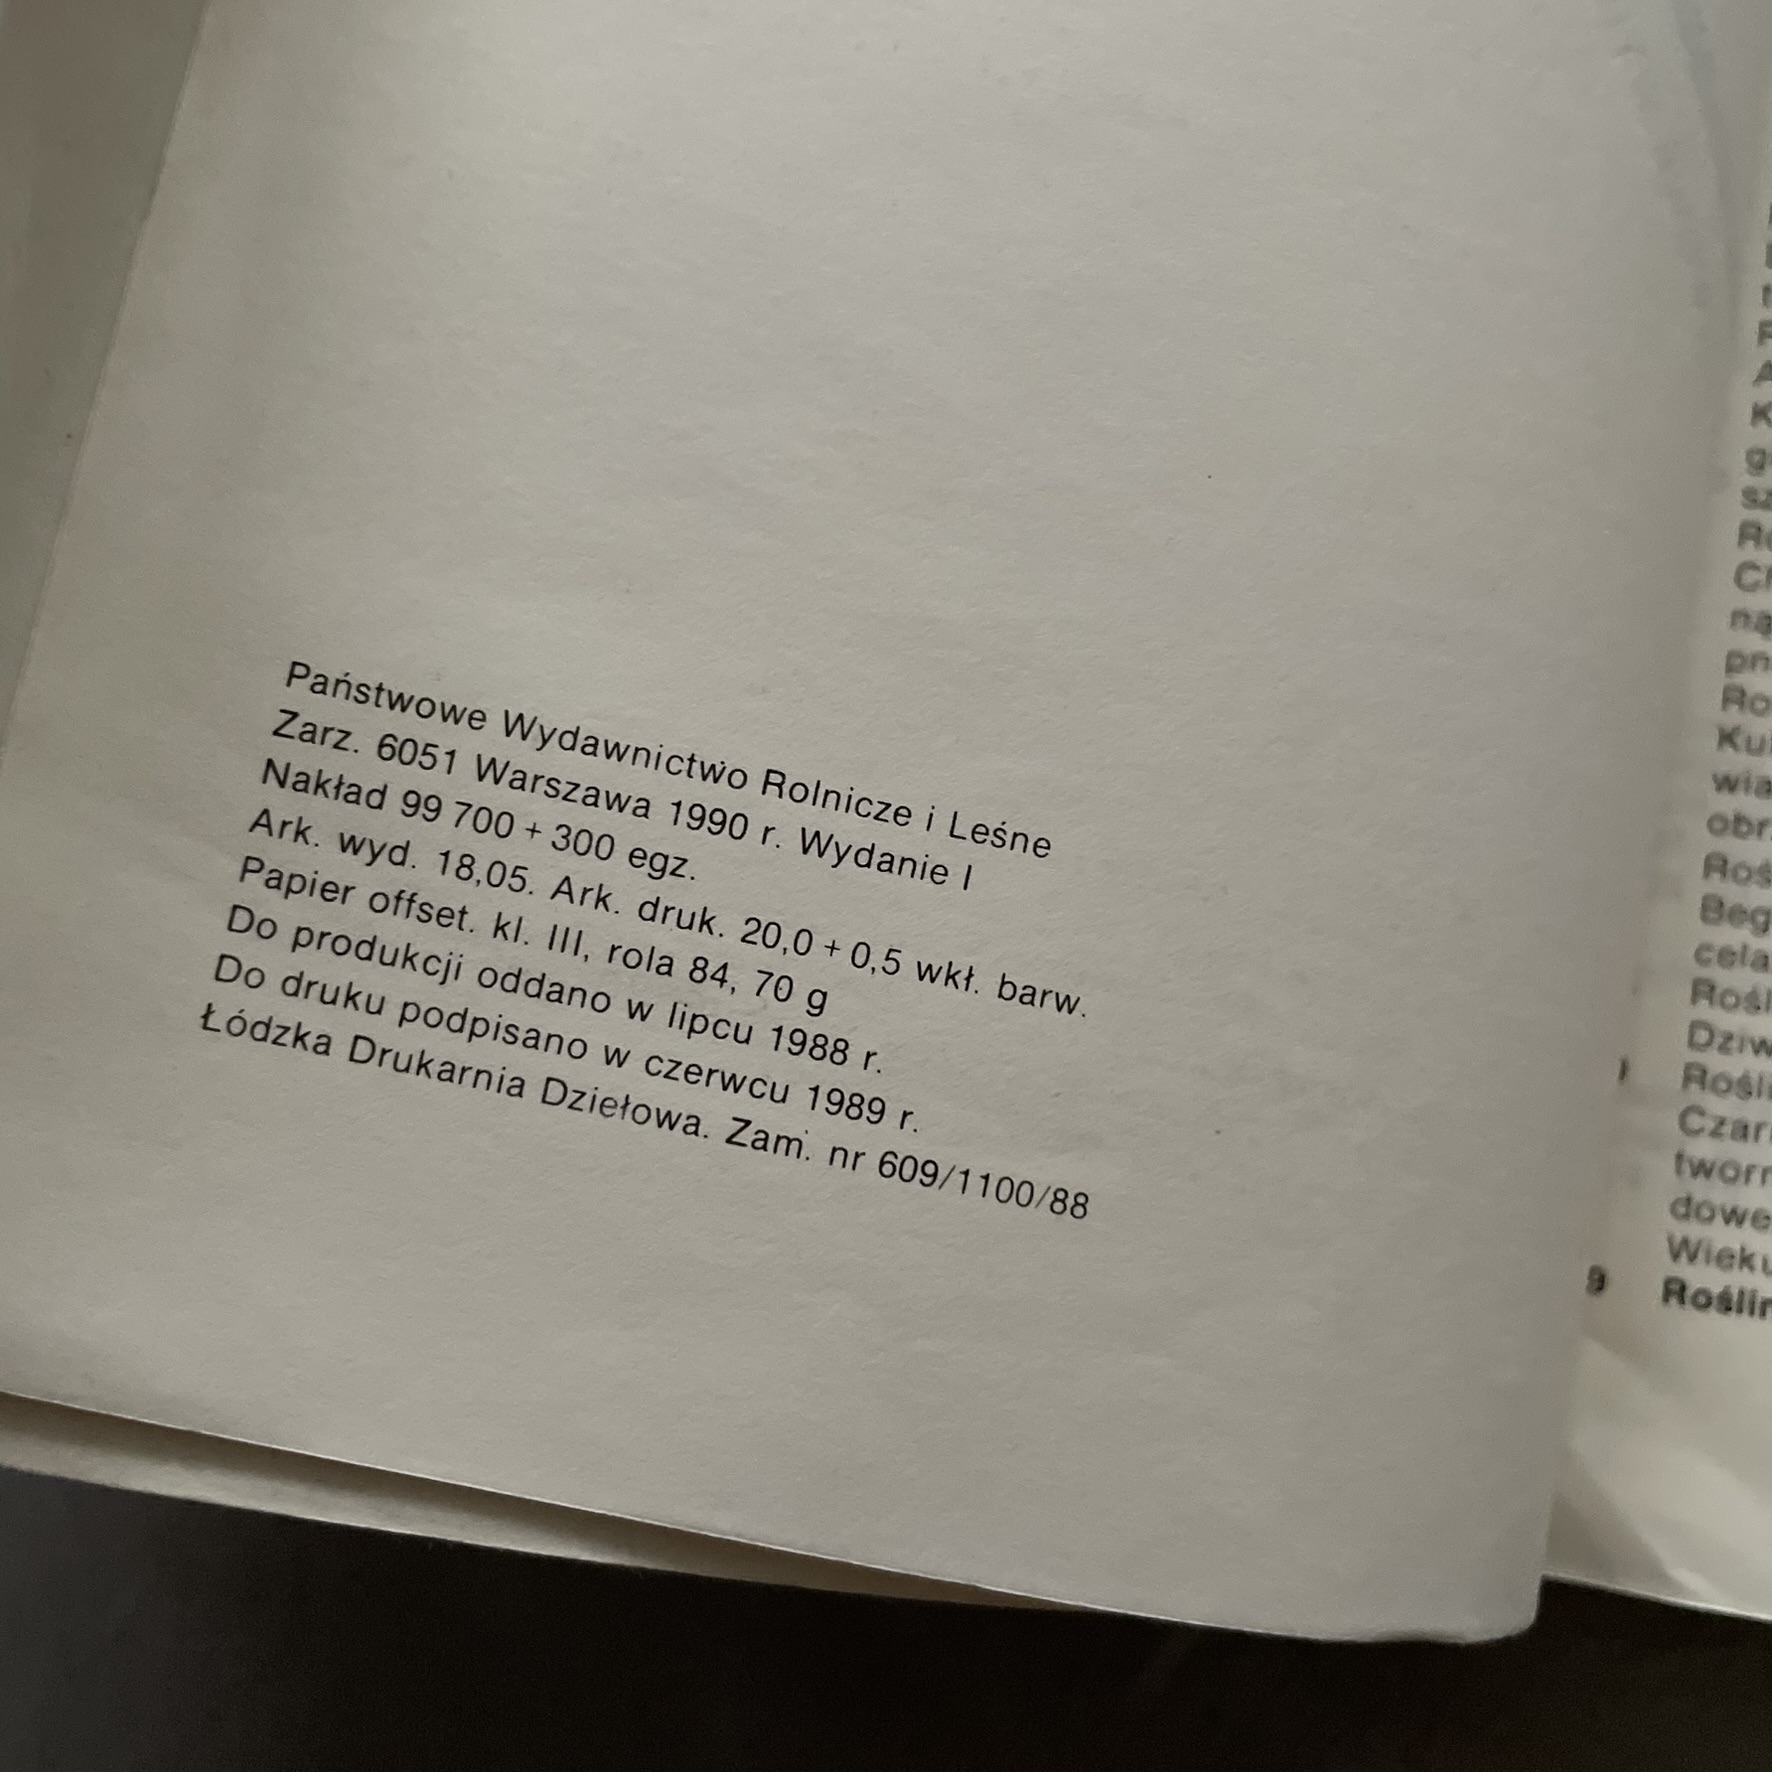 Państwowe Wydawnictwo Rolnicze i Leśne
Zarz. 6051 Warszawa 1990 r. Wydanie I
Nakład 99 700 + 300 egz.
Ark. wyd. 18,05. Ark. druk. 20,0 + 0,5 wkł. barw.
Papier offset. kl. III, rola 84, 70 g
Do produkcji oddano w lipcu 1988 r.
Do druku podpisano w czerwcu 1989 r.
Łódzka Drukarnia Dziełowa. Zam. nr 609/1100/88
9